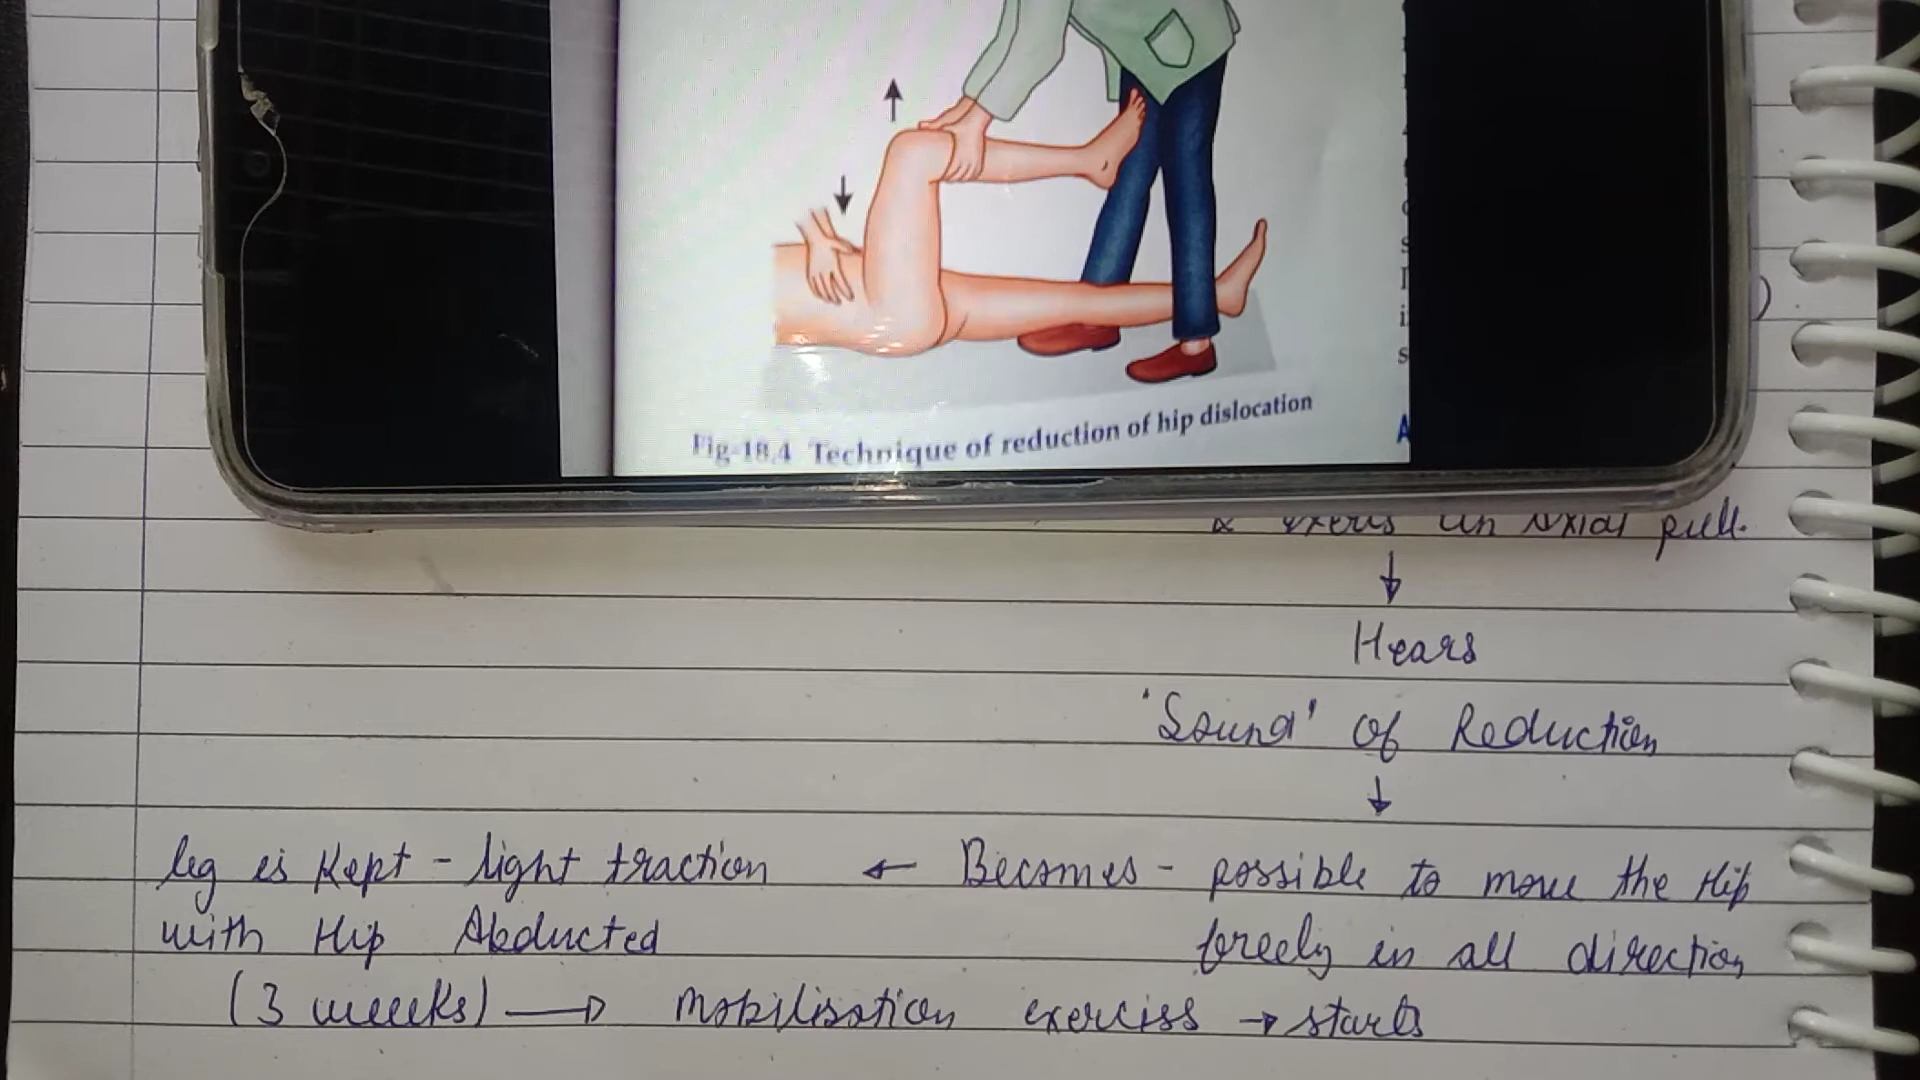 Fig-18.4 Technique of reduction of hip dislocation
A
& exerts an Axial pull.
↓
Hears
'Sound' of Reduction
↓
leg is Kept - light traction ← Becomes - possible to move the Hip
with Hip Abducted freely in all direction
(3 weeeks) → mobilisation exerciss → starts